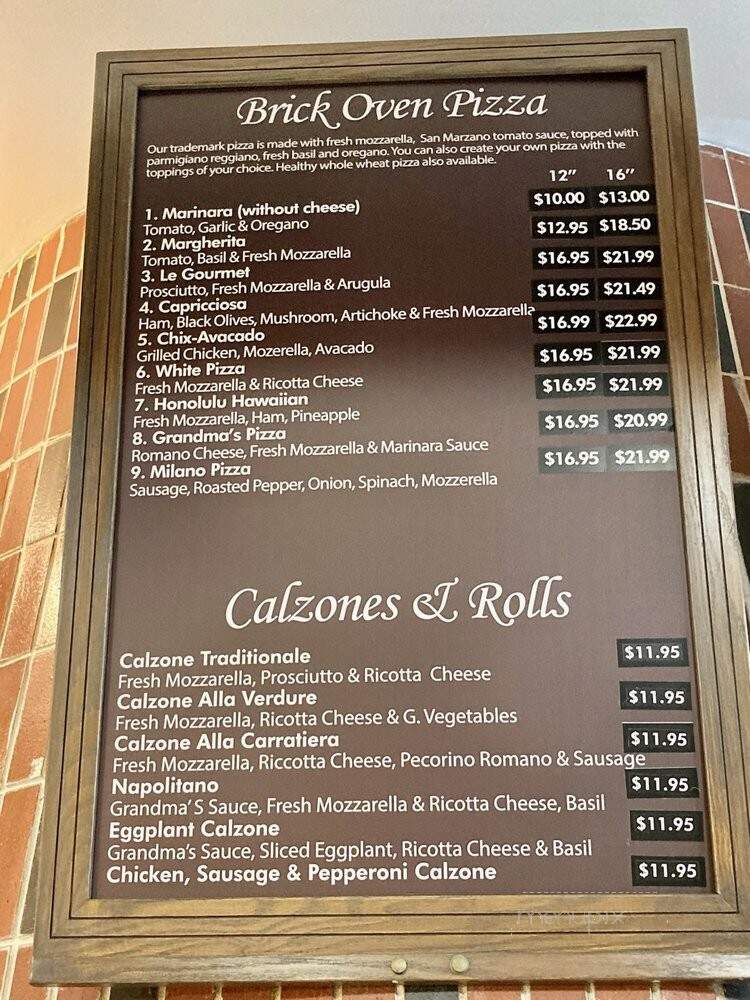 Brick Oven Pizza
Our trademark pizza is made with fresh mozzarella, San Marzano tomato sauce, topped with
parmigiano reggiano, fresh basil and oregano. You can also create your own pizza with the
toppings of your choice. Healthy whole wheat pizza also available.
12" 16"
1. Marinara (without cheese) $10.00 $13.00
Tomato, Garlic & Oregano
2. Margherita $12.95 $18.50
Tomato, Basil & Fresh Mozzarella
3. Le Gourmet $16.95 $21.99
Prosciutto, Fresh Mozzarella & Arugula
4. Capricciosa $16.95 $21.49
Ham, Black Olives, Mushroom, Artichoke & Fresh Mozzarella
5. Chix-Avacado $16.99 $22.99
Grilled Chicken, Mozerella, Avacado
6. White Pizza $16.95 $21.99
Fresh Mozzarella & Ricotta Cheese
7. Honolulu Hawaiian $16.95 $21.99
Fresh Mozzarella, Ham, Pineapple
8. Grandma's Pizza $16.95 $20.99
Romano Cheese, Fresh Mozzarella & Marinara Sauce
9. Milano Pizza $16.95 $21.99
Sausage, Roasted Pepper, Onion, Spinach, Mozzerella
Calzones & Rolls
Calzone Traditionale $11.95
Fresh Mozzarella, Prosciutto & Ricotta Cheese
Calzone Alla Verdure $11.95
Fresh Mozzarella, Ricotta Cheese & G. Vegetables
Calzone Alla Carratiera $11.95
Fresh Mozzarella, Riccotta Cheese, Pecorino Romano & Sausage
Napolitano $11.95
Grandma'S Sauce, Fresh Mozzarella & Ricotta Cheese, Basil
Eggplant Calzone $11.95
Grandma's Sauce, Sliced Eggplant, Ricotta Cheese & Basil
Chicken, Sausage & Pepperoni Calzone $11.95
menupix